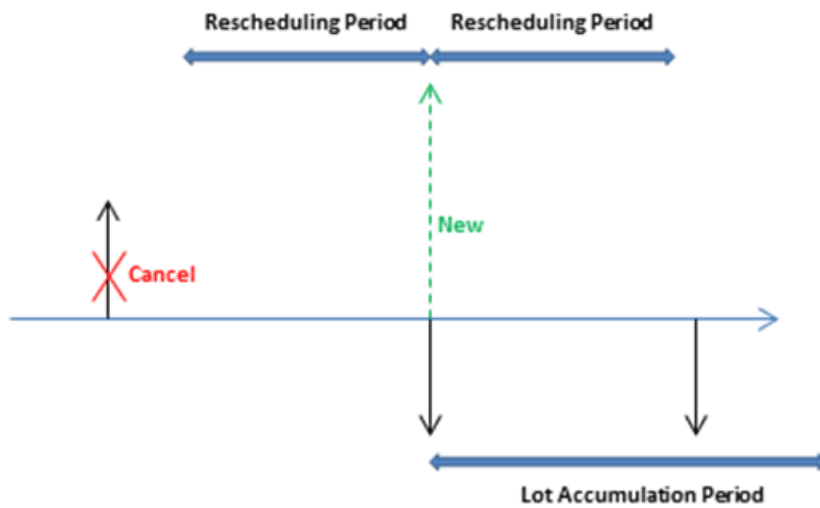 Rescheduling Period Rescheduling Period
New
Cancel
Lot Accumulation Period